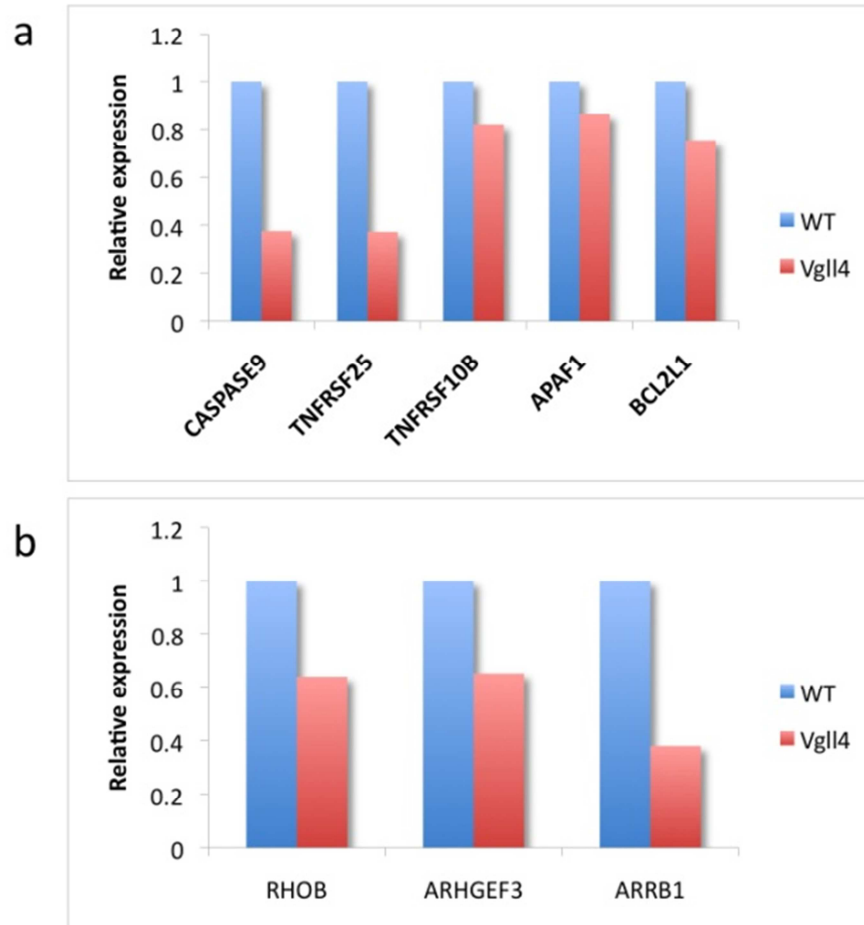 a
Relative expression
1.2
1
0.8
0.6
0.4
0.2
0
CASPASE9
TNFRSF25
TNFRSF10B
APAF1
BCL2L1
WT
Vgll4
b
Relative expression
1.2
1
0.8
0.6
0.4
0.2
0
RHOB
ARHGEF3
ARRB1
WT
Vgll4